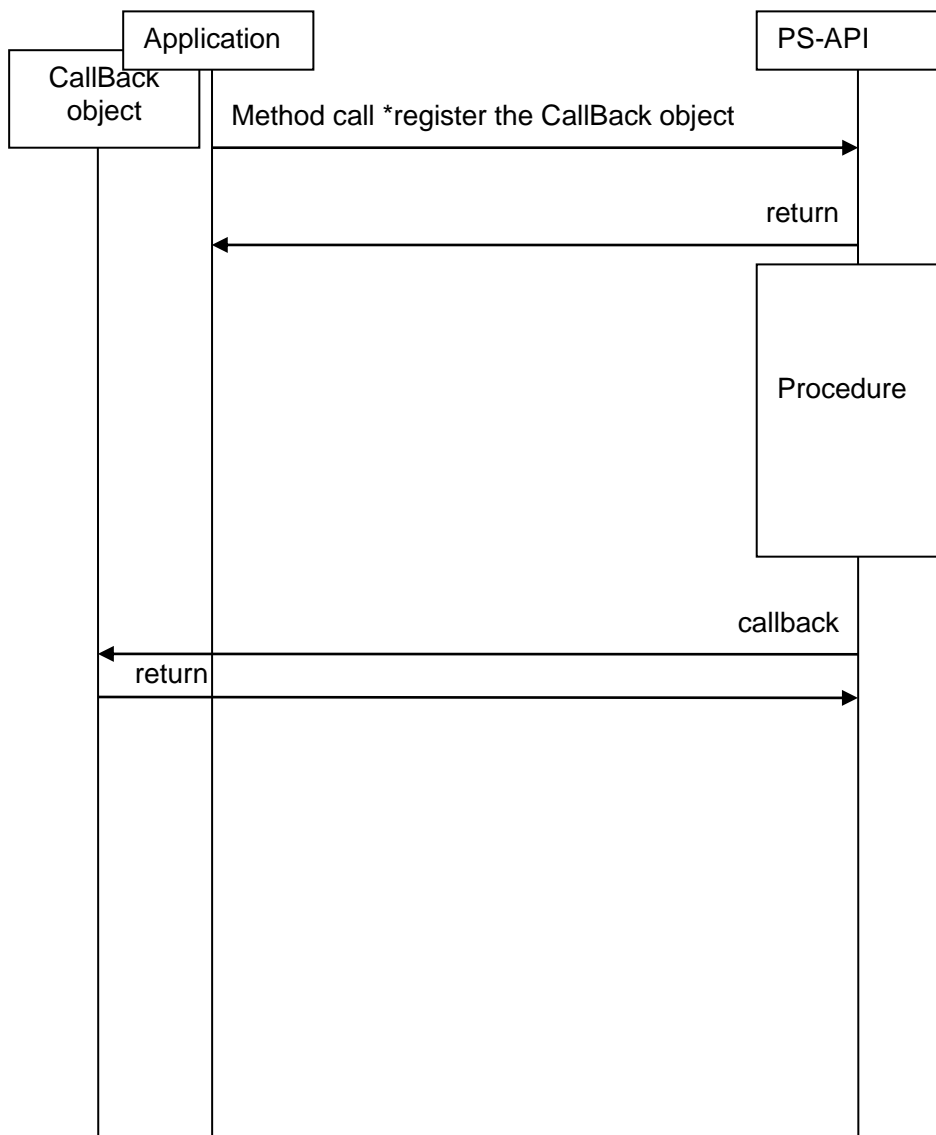 Application
PS-API
CallBack
object
Method call *register the CallBack object
return
Procedure
callback
return